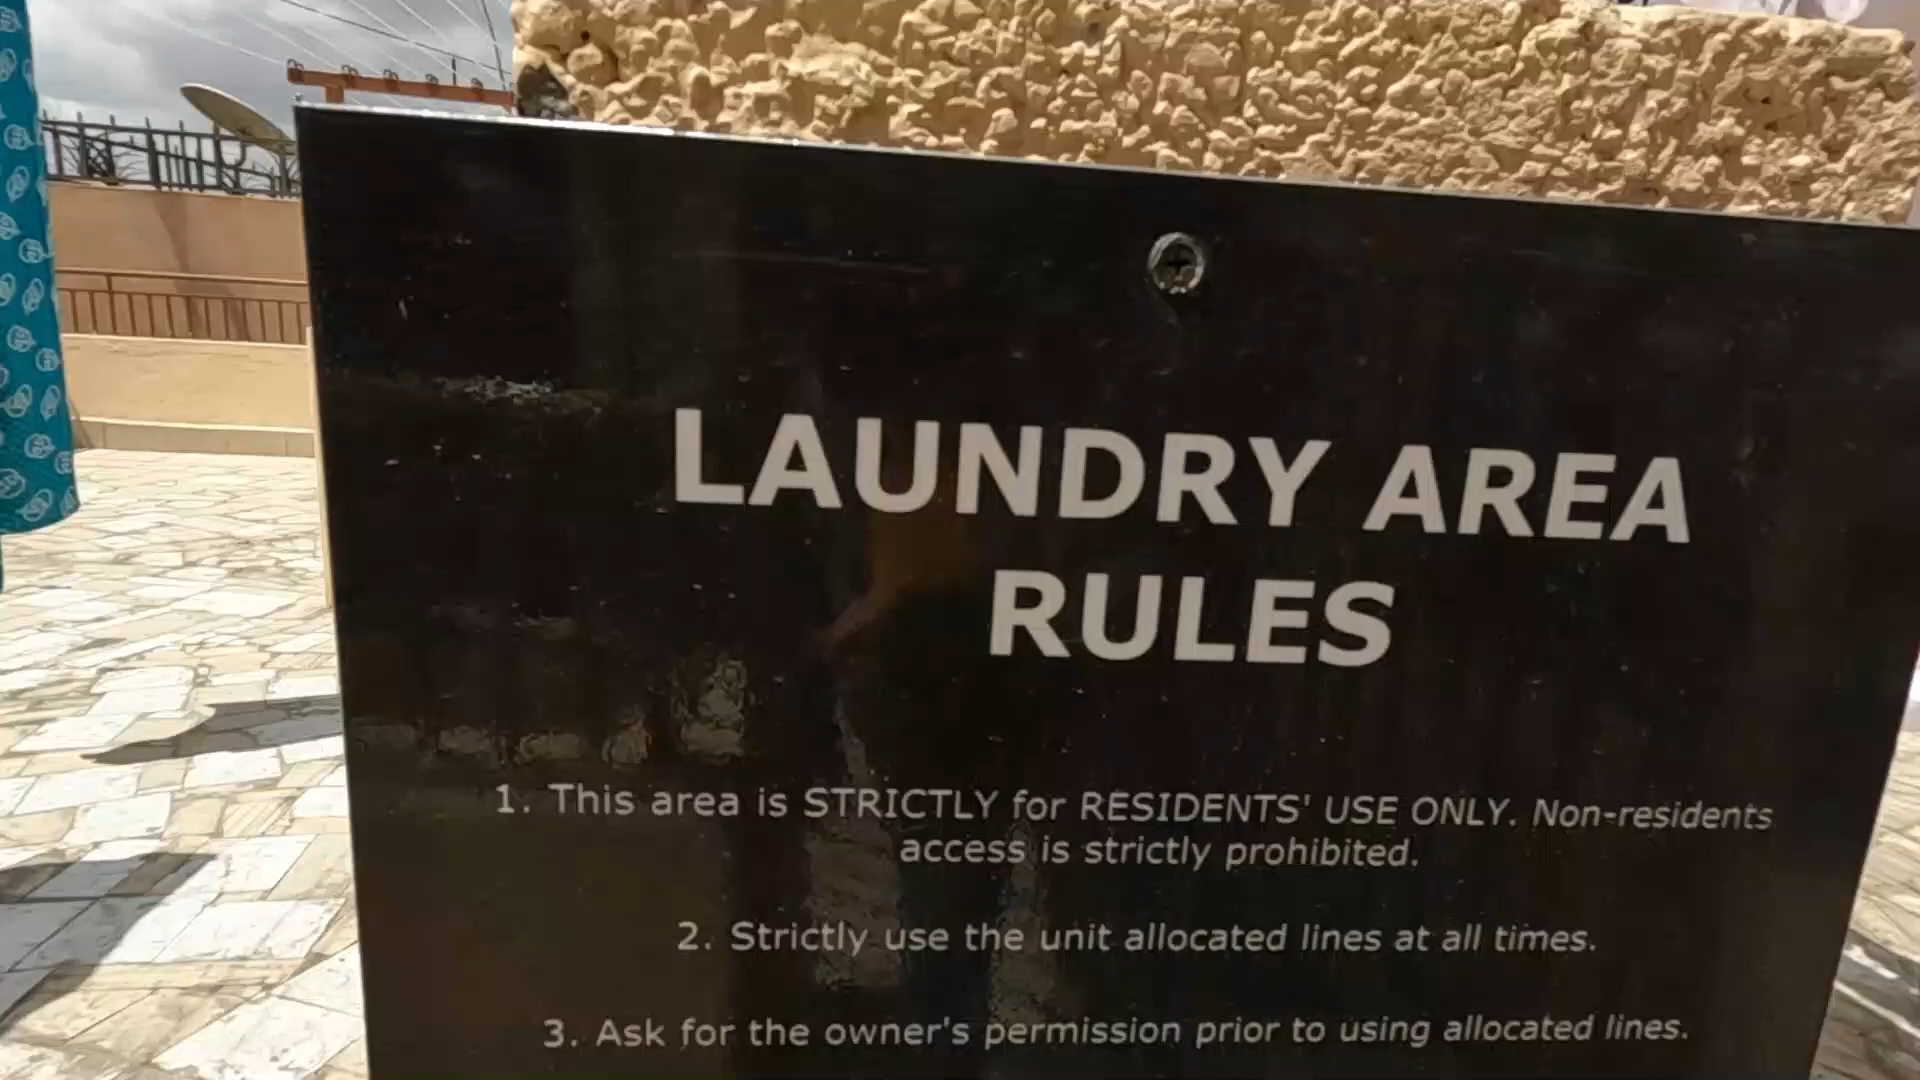 LAUNDRY AREA
RULES
1. This area is STRICTLY for RESIDENTS' USE ONLY. Non-residents
access is strictly prohibited.
2. Strictly use the unit allocated lines at all times.
3. Ask for the owner's permission prior to using allocated lines.